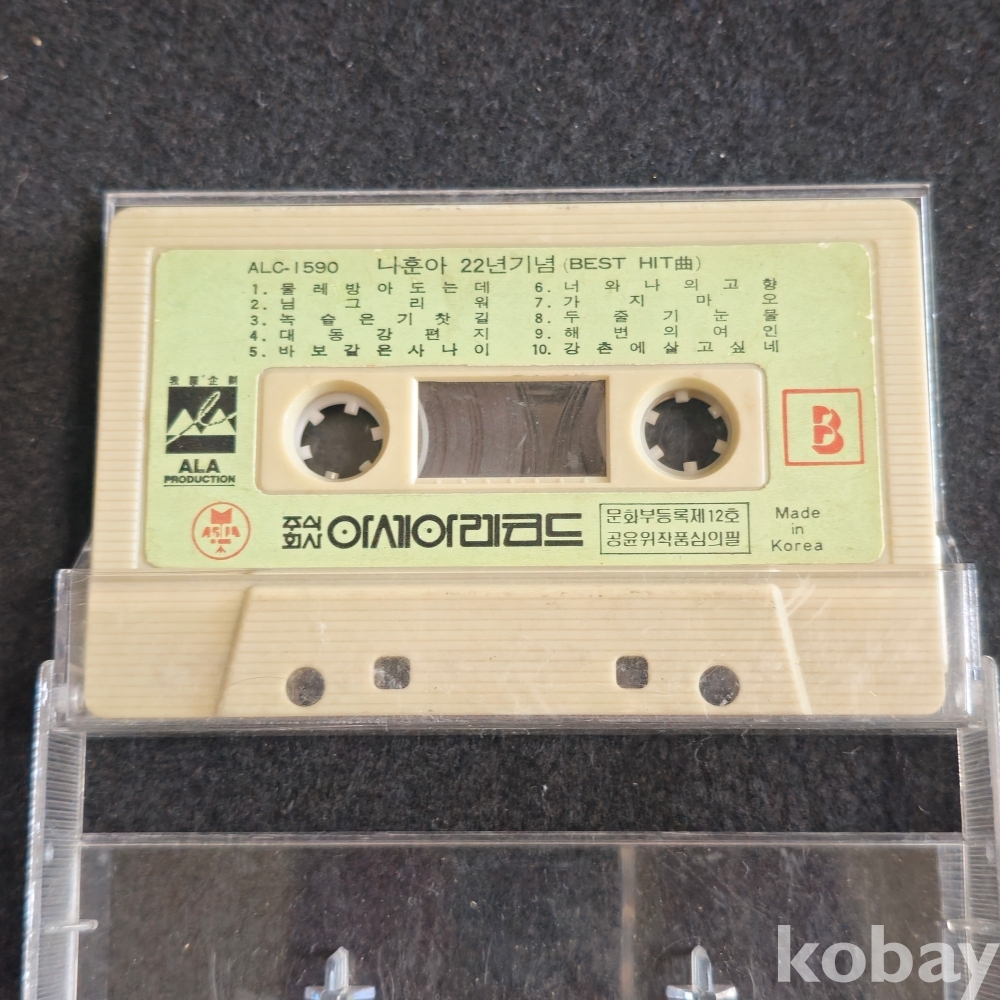 ALC-1590 나훈아 22년기념 (BEST HIT曲)
1. 물레방아도는데
2. 님그리워
3. 녹슬은기찻길
4. 대동강편지
5. 바보같은사나이
6. 너와나의고향
7. 가지마오
8. 두줄기눈물
9. 해변의여인
10. 강촌에살고싶네
企劃
ALA
PRODUCTION
B
ASIA
주식회사 아세아레코드
문화부등록제12호
공윤위작품심의필
Made
in
Korea
kobay